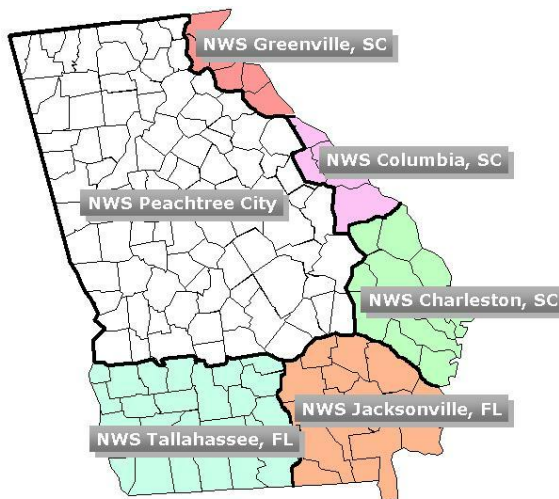 NWS Greenville, SC
NWS Columbia, SC
NWS Peachtree City
NWS Charleston, SC
NWS Jacksonville, FL
NWS Tallahassee, FL